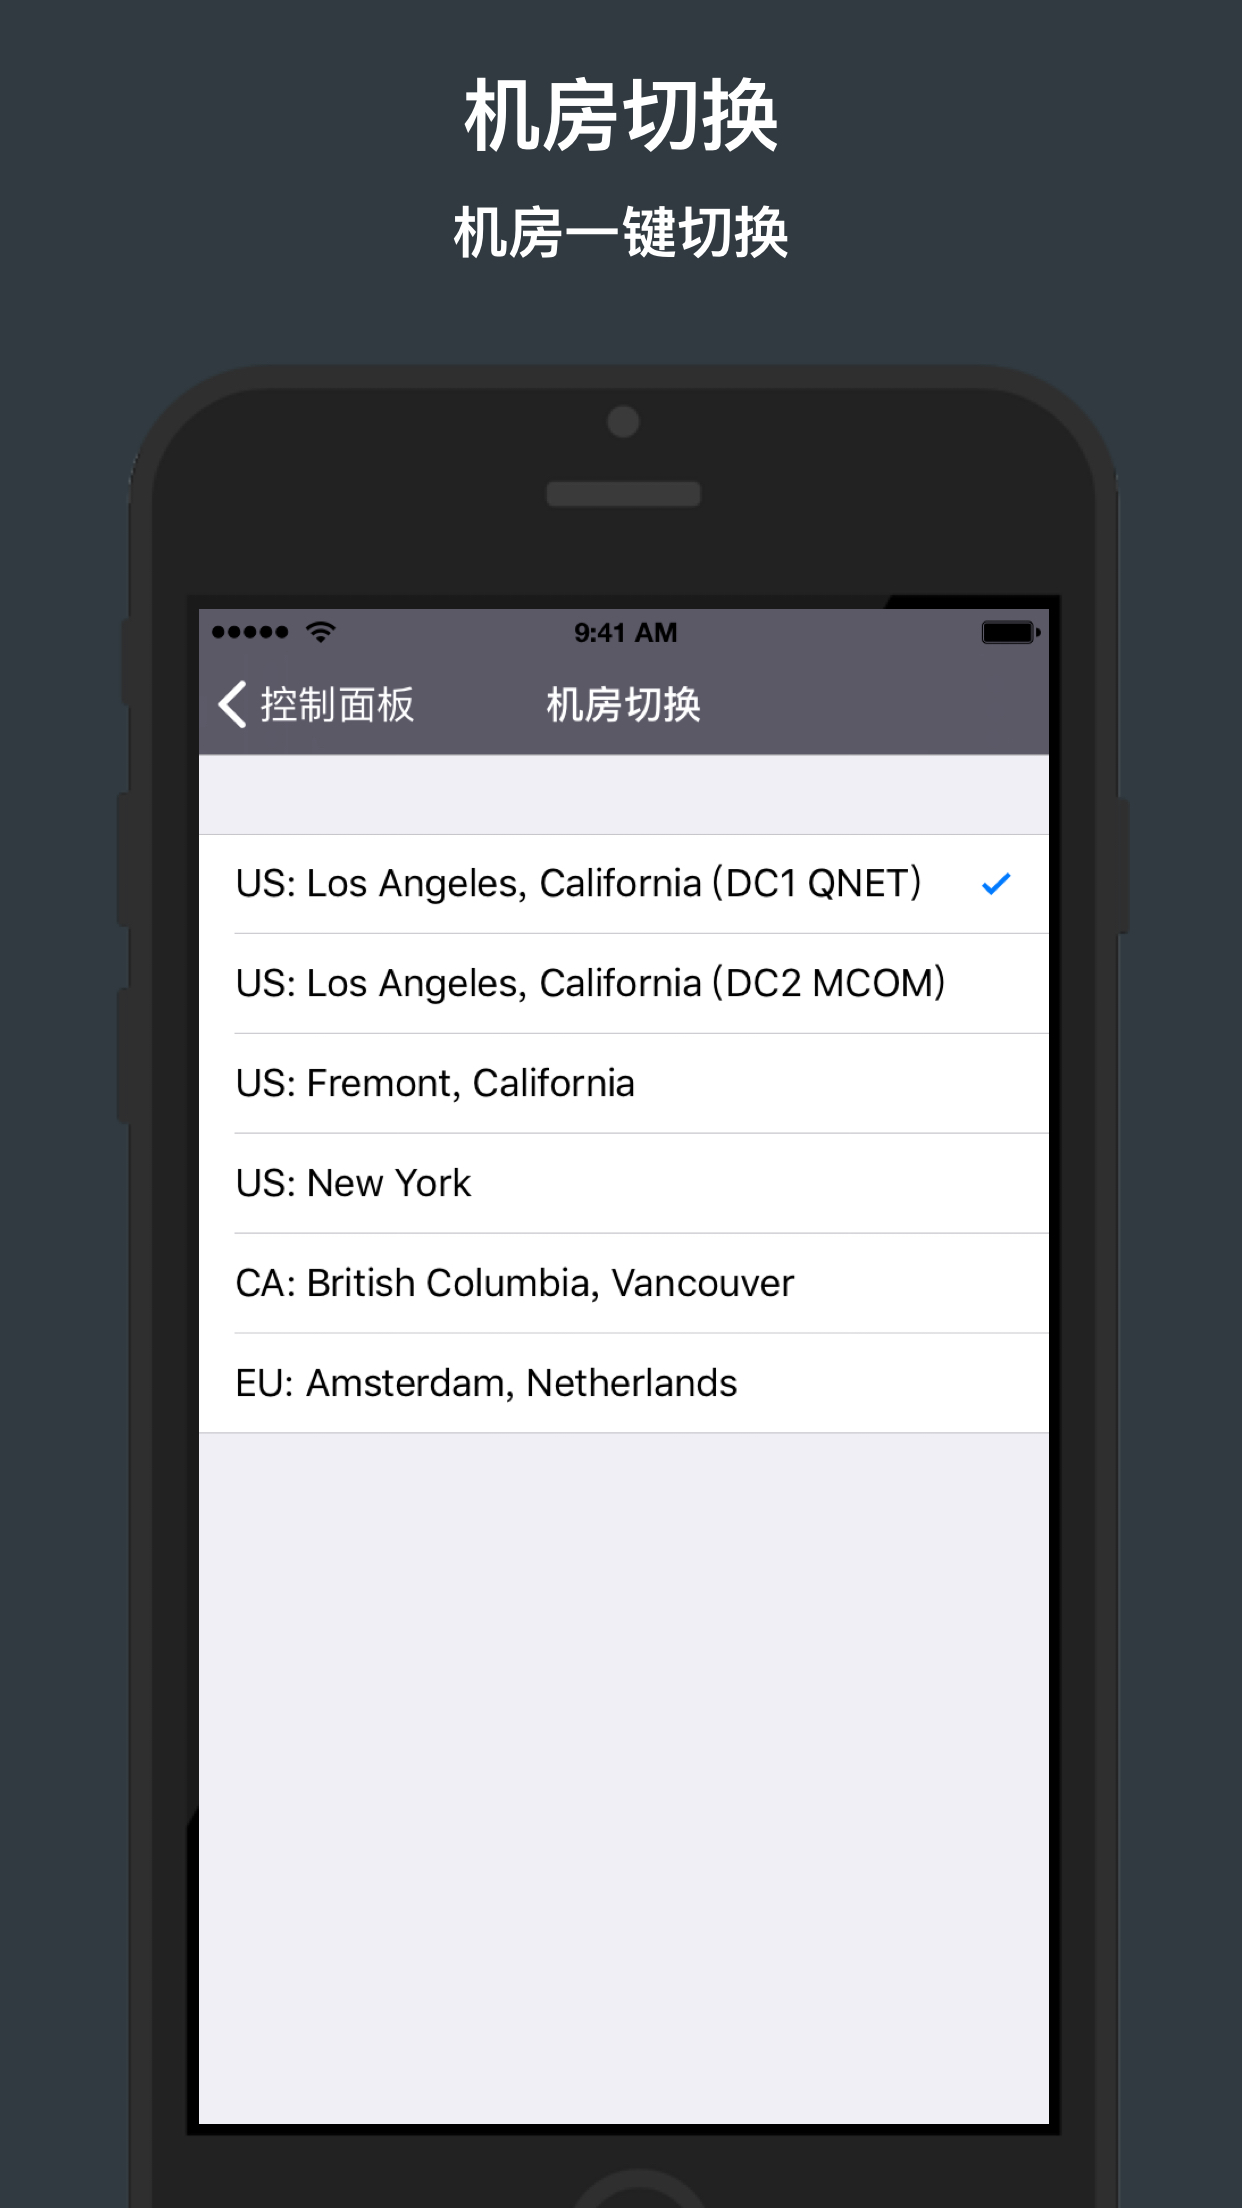 机房切换
机房一键切换
9:41 AM
控制面板
机房切换
US: Los Angeles, California (DC1 QNET)
US: Los Angeles, California (DC2 MCOM)
US: Fremont, California
US: New York
CA: British Columbia, Vancouver
EU: Amsterdam, Netherlands